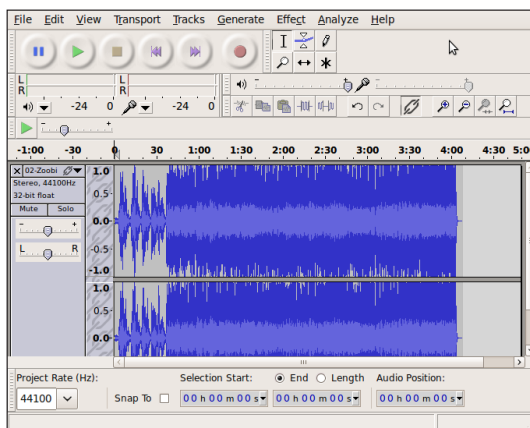 File Edit View Transport Tracks Generate Effect Analyze Help
L
R
L
R
-24 0
-24 0
- +
- +
- +
-1:00 -30 0 30 1:00 1:30 2:00 2:30 3:00 3:30 4:00 4:30 5:00
02-Zoobi
Stereo, 44100Hz
32-bit float
Mute Solo
- +
L R
1.0
0.5
0.0
-0.5
-1.0
1.0
0.5
0.0
Project Rate (Hz): Selection Start: End Length Audio Position:
44100 Snap To 00 h 00 m 00 s 00 h 00 m 00 s 00 h 00 m 00 s